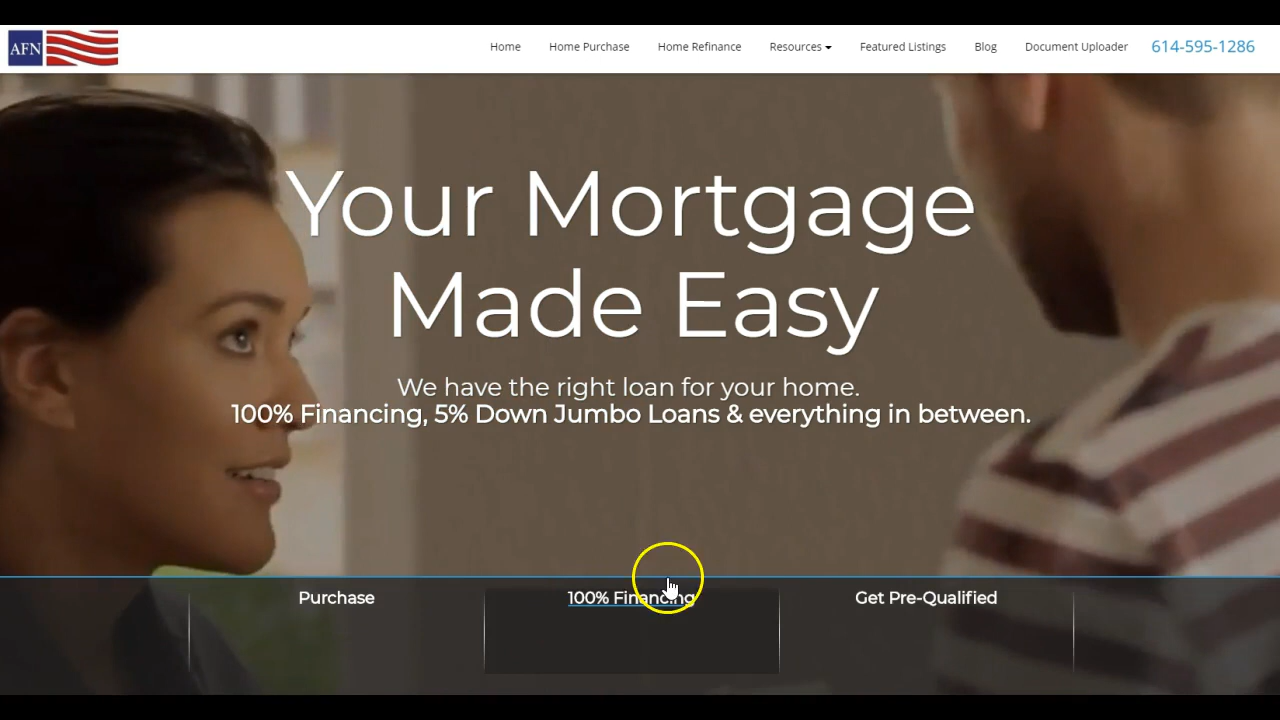 AFN
Home Home Purchase Home Refinance Resources Featured Listings Blog Document Uploader 614-595-1286
Your Mortgage
Made Easy
We have the right loan for your home.
100% Financing, 5% Down Jumbo Loans & everything in between.
Purchase 100% Financing Get Pre-Qualified